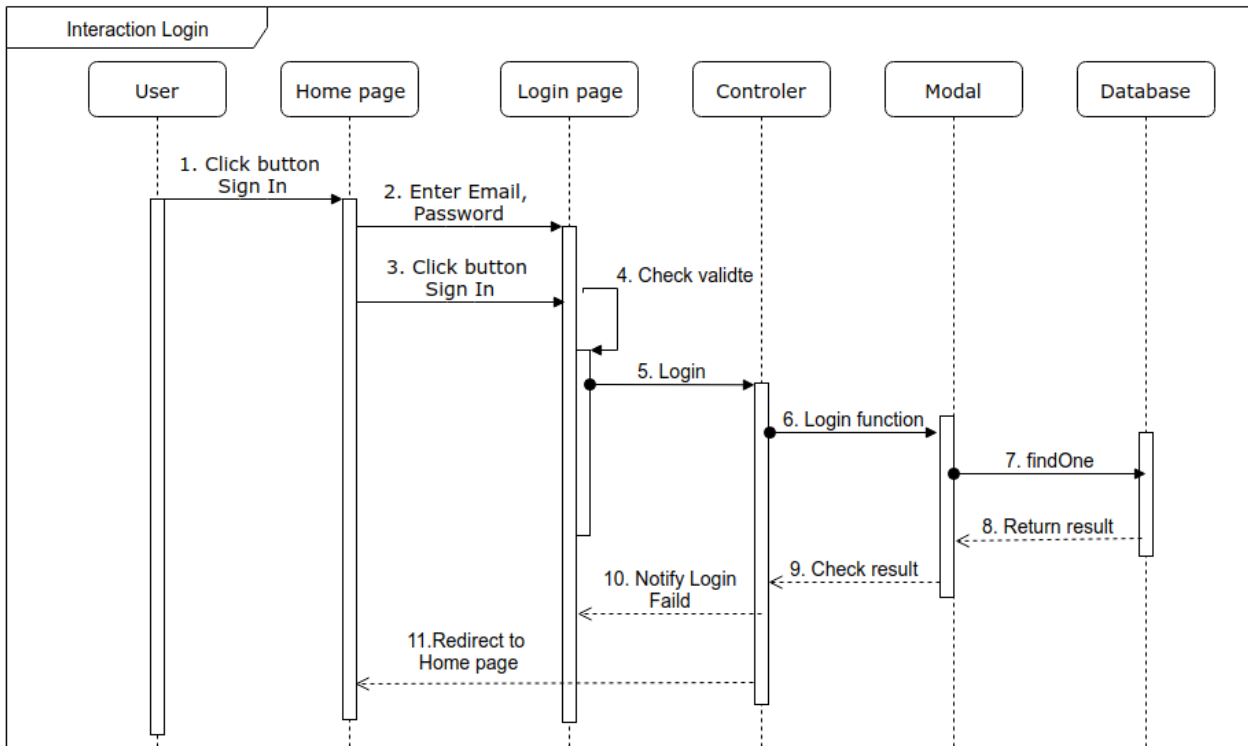 Interaction Login
User
Home page
Login page
Controler
Modal
Database
1. Click button
Sign In
2. Enter Email,
Password
3. Click button
Sign In
4. Check validte
5. Login
6. Login function
7. findOne
8. Return result
9. Check result
10. Notify Login
Faild
11.Redirect to
Home page